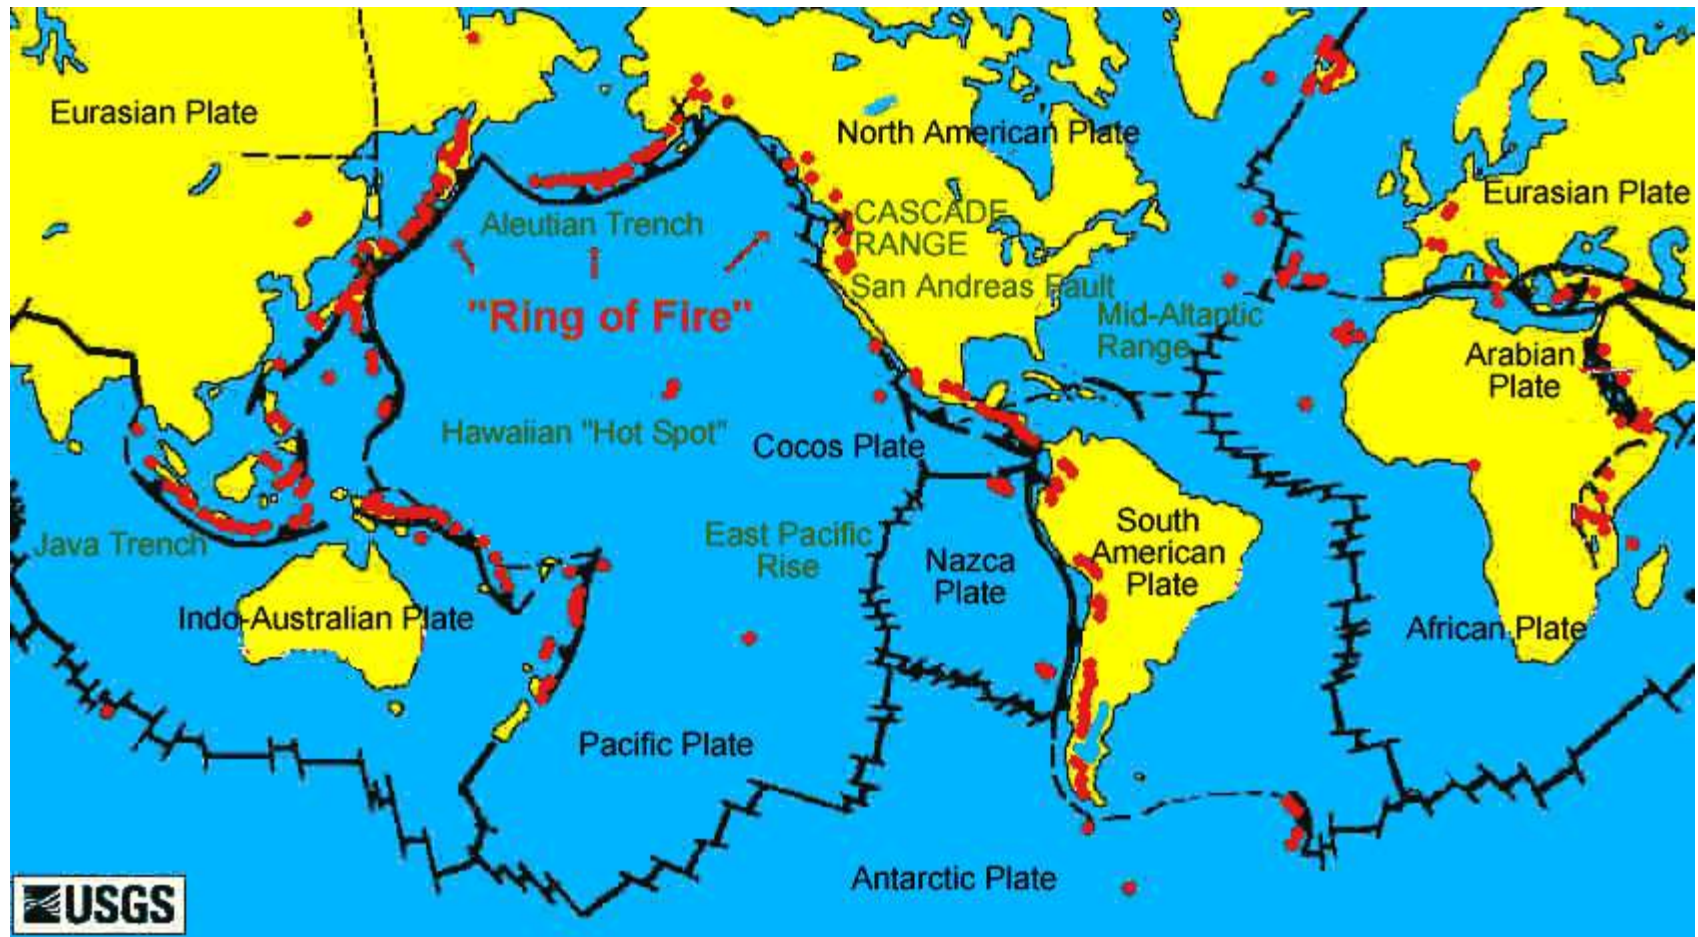 Eurasian Plate
North American Plate
Eurasian Plate
Aleutian Trench
CASCADE
RANGE
San Andreas Fault
"Ring of Fire"
Mid-Altantic
Range
Arabian
Plate
Hawaiian "Hot Spot"
Cocos Plate
Java Trench
East Pacific
Rise
South
American
Plate
Nazca
Plate
Indo-Australian Plate
African Plate
Pacific Plate
Antarctic Plate
USGS